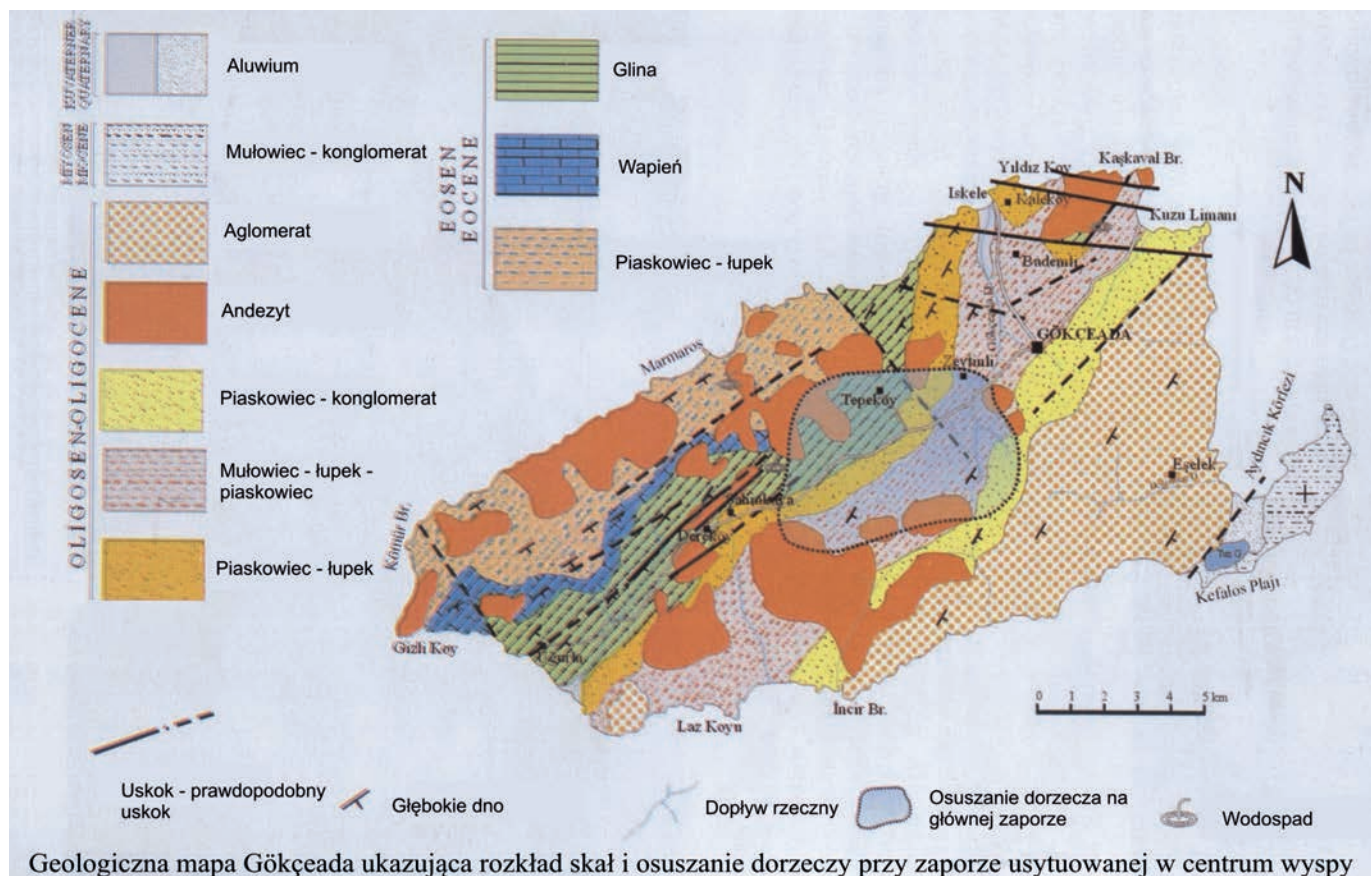 KUVATERNER
QUATERNARY
Aluwium
MİYOSEN
MIOCENE
Mułowiec - konglomerat
OLİGOSEN-OLIGOCENE
Aglomerat
Andezyt
Piaskowiec - konglomerat
Mułowiec - łupek -
piaskowiec
Piaskowiec - łupek
EOSEN
EOCENE
Glina
Wapień
Piaskowiec - łupek
Yıldız Koy
Kaşkaval Br.
Iskele
Kaleköy
Kuzu Limanı
N
Bademli
GÖKÇEADA
Marmaros
Zeytinli
Tepeköy
Aydıncık Körfezi
Eşelek
Dereköy
Kömür Br.
Tuz G.
Kefalos Plajı
Gizli Koy
Uğurlu
0 1 2 3 4 5 km
İncir Br.
Laz Koyu
Uskok - prawdopodobny
uskok
Głębokie dno
Dopływ rzeczny
Osuszanie dorzecza na
głównej zaporze
Wodospad
Geologiczna mapa Gökçeada ukazująca rozkład skał i osuszanie dorzeczy przy zaporze usytuowanej w centrum wyspy